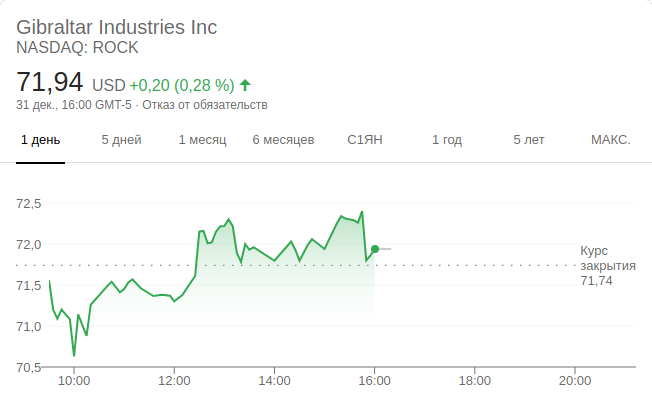 Gibraltar Industries Inc
NASDAQ: ROCK
71,94 USD +0,20 (0,28 %)
31 дек., 16:00 GMT-5 · Отказ от обязательств
1 день 5 дней 1 месяц 6 месяцев С1ЯН 1 год 5 лет МАКС.
72,5
72,0
71,5
71,0
70,5
Курс
закрытия
71,74
10:00 12:00 14:00 16:00 18:00 20:00